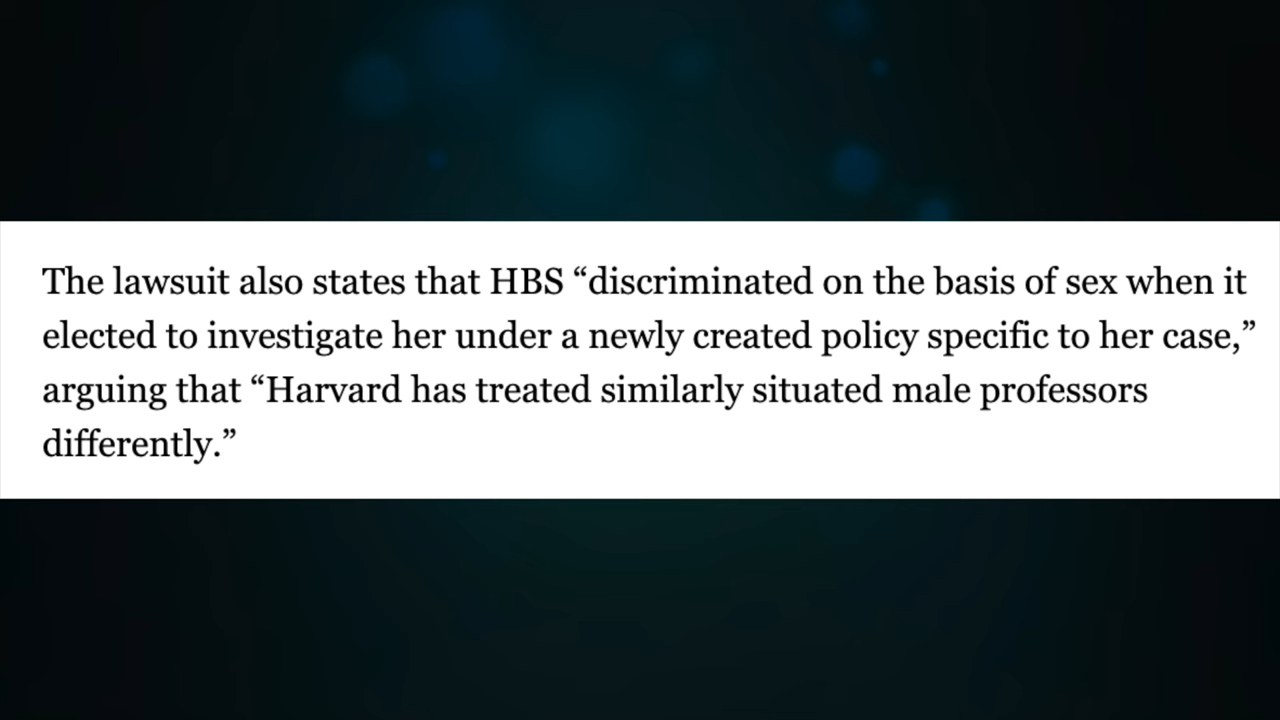 The lawsuit also states that HBS “discriminated on the basis of sex when it
elected to investigate her under a newly created policy specific to her case,”
arguing that “Harvard has treated similarly situated male professors
differently.”